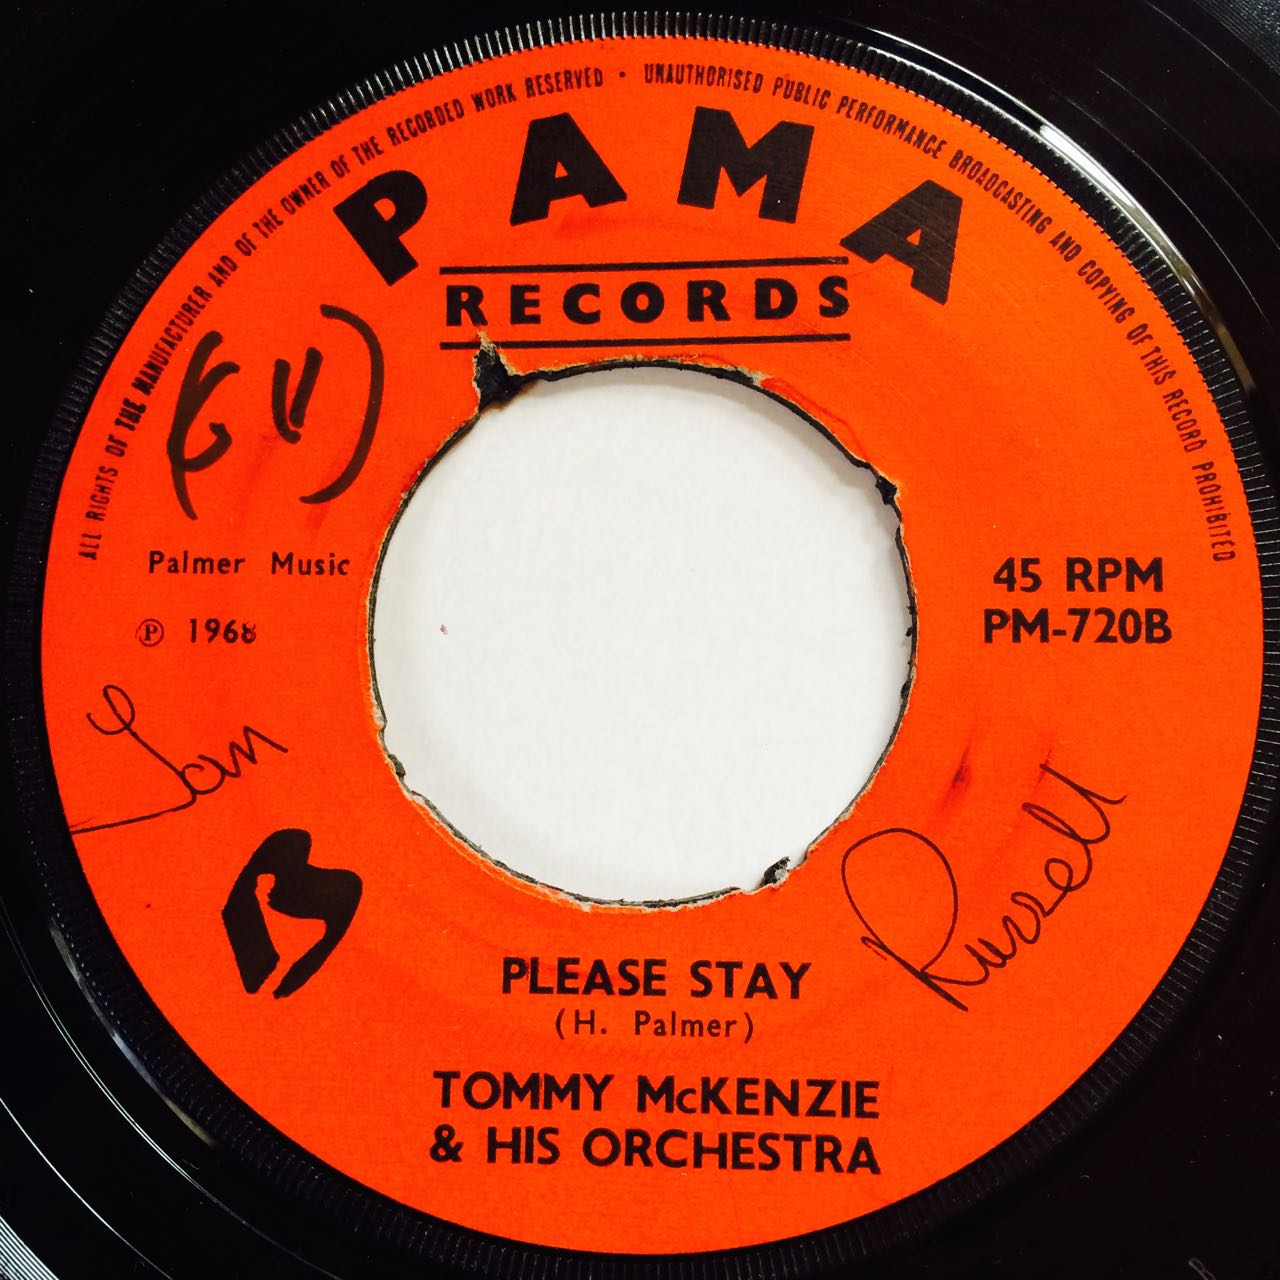 ALL RIGHTS OF THE MANUFACTURER AND OF THE OWNER OF THE RECORDED WORK RESERVED • UNAUTHORISED PUBLIC PERFORMANCE BROADCASTING AND COPYING OF THIS RECORD PROHIBITED
PAMA
RECORDS
Palmer Music
℗ 1968
45 RPM
PM-720B
Ian
Russell
B
PLEASE STAY
(H. Palmer)
TOMMY McKENZIE
& HIS ORCHESTRA